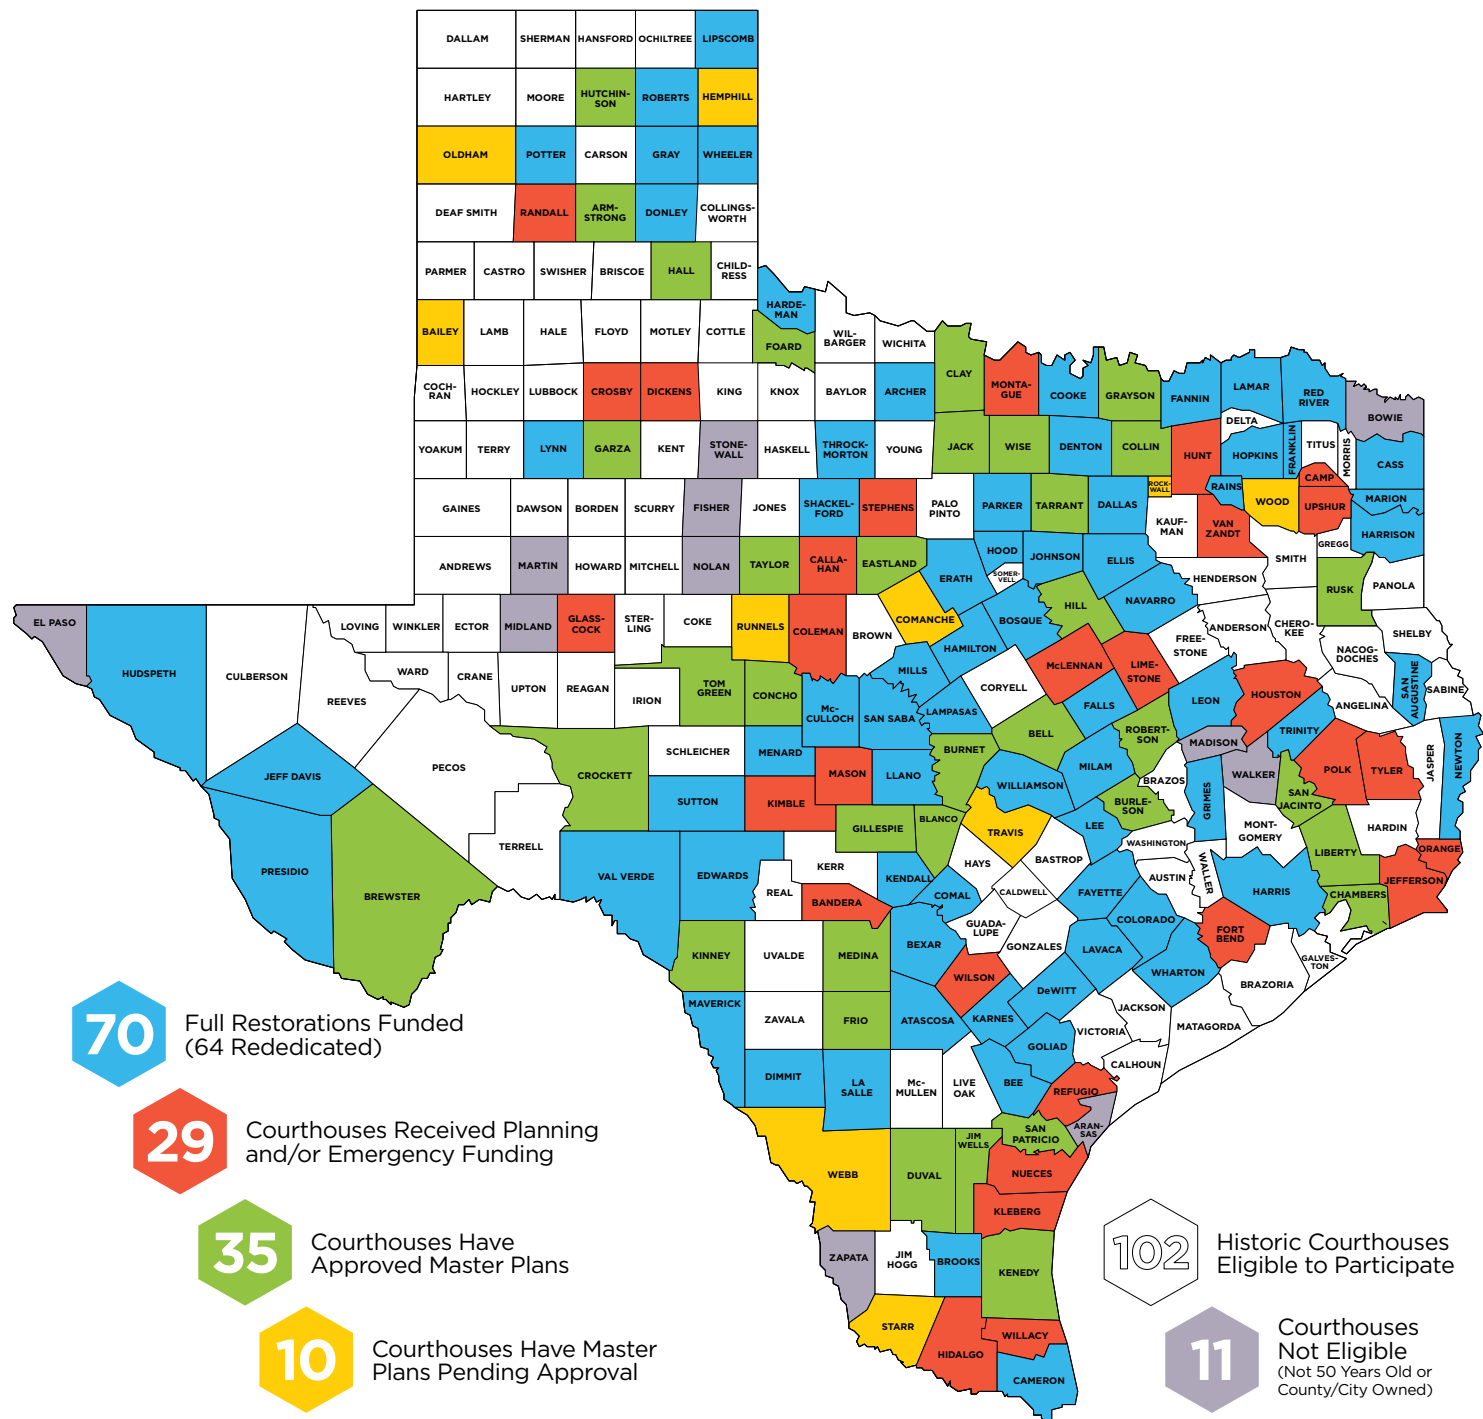 DALLAM
SHERMAN
HANSFORD
OCHILTREE
LIPSCOMB
HARTLEY
MOORE
HUTCHIN-
SON
ROBERTS
HEMPHILL
OLDHAM
POTTER
CARSON
GRAY
WHEELER
DEAF SMITH
RANDALL
ARM-
STRONG
DONLEY
COLLINGS-
WORTH
PARMER
CASTRO
SWISHER
BRISCOE
HALL
CHILD-
RESS
BAILEY
LAMB
HALE
FLOYD
MOTLEY
COTTLE
HARDE-
MAN
FOARD
WIL-
BARGER
WICHITA
COCH-
RAN
HOCKLEY
LUBBOCK
CROSBY
DICKENS
KING
KNOX
BAYLOR
ARCHER
CLAY
MONTA-
GUE
COOKE
GRAYSON
FANNIN
LAMAR
RED
RIVER
BOWIE
YOAKUM
TERRY
LYNN
GARZA
KENT
STONE-
WALL
HASKELL
THROCK-
MORTON
YOUNG
JACK
WISE
DENTON
COLLIN
HUNT
DELTA
HOPKINS
FRANKLIN
TITUS
MORRIS
CASS
CAMP
GAINES
DAWSON
BORDEN
SCURRY
FISHER
JONES
SHACKEL-
FORD
STEPHENS
PALO
PINTO
PARKER
TARRANT
DALLAS
ROCK-
WALL
RAINS
WOOD
UPSHUR
MARION
KAUF-
MAN
VAN
ZANDT
HARRISON
GREGG
SMITH
ANDREWS
MARTIN
HOWARD
MITCHELL
NOLAN
TAYLOR
CALLA-
HAN
EASTLAND
ERATH
HOOD
SOMER-
VELL
JOHNSON
ELLIS
HENDERSON
RUSK
PANOLA
EL PASO
HUDSPETH
CULBERSON
LOVING
WINKLER
ECTOR
MIDLAND
GLASS-
COCK
STER-
LING
COKE
RUNNELS
COLEMAN
BROWN
COMANCHE
HAMILTON
BOSQUE
HILL
NAVARRO
FREE-
STONE
ANDERSON
CHERO-
KEE
NACOG-
DOCHES
SHELBY
REEVES
WARD
CRANE
UPTON
REAGAN
IRION
TOM
GREEN
CONCHO
Mc-
CULLOCH
SAN SABA
MILLS
LAMPASAS
CORYELL
McLENNAN
LIME-
STONE
FALLS
LEON
HOUSTON
ANGELINA
SAN
AUGUSTINE
SABINE
JEFF DAVIS
PECOS
CROCKETT
SCHLEICHER
MENARD
MASON
LLANO
BURNET
BELL
WILLIAMSON
MILAM
ROBERT-
SON
MADISON
TRINITY
WALKER
POLK
TYLER
JASPER
NEWTON
BRAZOS
GRIMES
SAN
JACINTO
SUTTON
KIMBLE
GILLESPIE
BLANCO
TRAVIS
LEE
BURLE-
SON
WASHINGTON
MONT-
GOMERY
LIBERTY
HARDIN
ORANGE
JEFFERSON
CHAMBERS
PRESIDIO
BREWSTER
TERRELL
VAL VERDE
EDWARDS
REAL
KERR
BANDERA
KENDALL
COMAL
HAYS
CALDWELL
BASTROP
FAYETTE
AUSTIN
WALLER
HARRIS
COLORADO
FORT
BEND
GALVES-
TON
BRAZORIA
KINNEY
UVALDE
MEDINA
BEXAR
GUADA-
LUPE
GONZALES
LAVACA
WHARTON
WILSON
DeWITT
MAVERICK
ZAVALA
FRIO
ATASCOSA
KARNES
GOLIAD
VICTORIA
JACKSON
MATAGORDA
CALHOUN
DIMMIT
LA
SALLE
Mc-
MULLEN
LIVE
OAK
BEE
REFUGIO
ARAN-
SAS
SAN
PATRICIO
WEBB
DUVAL
JIM
WELLS
NUECES
KLEBERG
ZAPATA
JIM
HOGG
BROOKS
KENEDY
STARR
HIDALGO
WILLACY
CAMERON
70
Full Restorations Funded
(64 Rededicated)
29
Courthouses Received Planning
and/or Emergency Funding
35
Courthouses Have
Approved Master Plans
10
Courthouses Have Master
Plans Pending Approval
102
Historic Courthouses
Eligible to Participate
11
Courthouses
Not Eligible
(Not 50 Years Old or
County/City Owned)